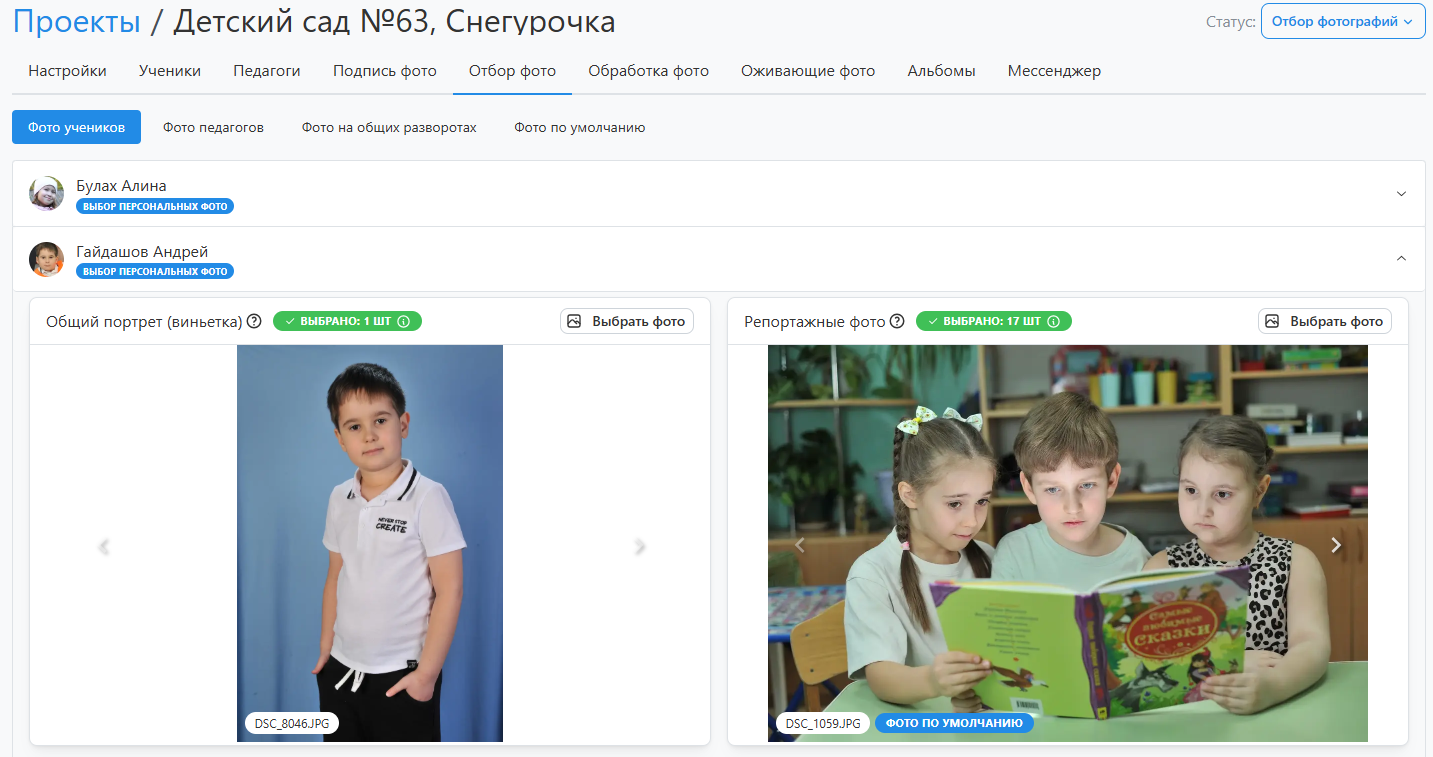 Проекты / Детский сад №63, Снегурочка
Статус: Отбор фотографий
Настройки Ученики Педагоги Подпись фото Отбор фото Обработка фото Оживающие фото Альбомы Мессенджер
Фото учеников Фото педагогов Фото на общих разворотах Фото по умолчанию
Булах Алина
ВЫБОР ПЕРСОНАЛЬНЫХ ФОТО
Гайдашов Андрей
ВЫБОР ПЕРСОНАЛЬНЫХ ФОТО
Общий портрет (виньетка) ВЫБРАНО: 1 ШТ Выбрать фото
NEVER STOP
CREATE
DSC_8046.JPG
Репортажные фото ВЫБРАНО: 17 ШТ Выбрать фото
Самые
любимые
сказки
DSC_1059.JPG ФОТО ПО УМОЛЧАНИЮ